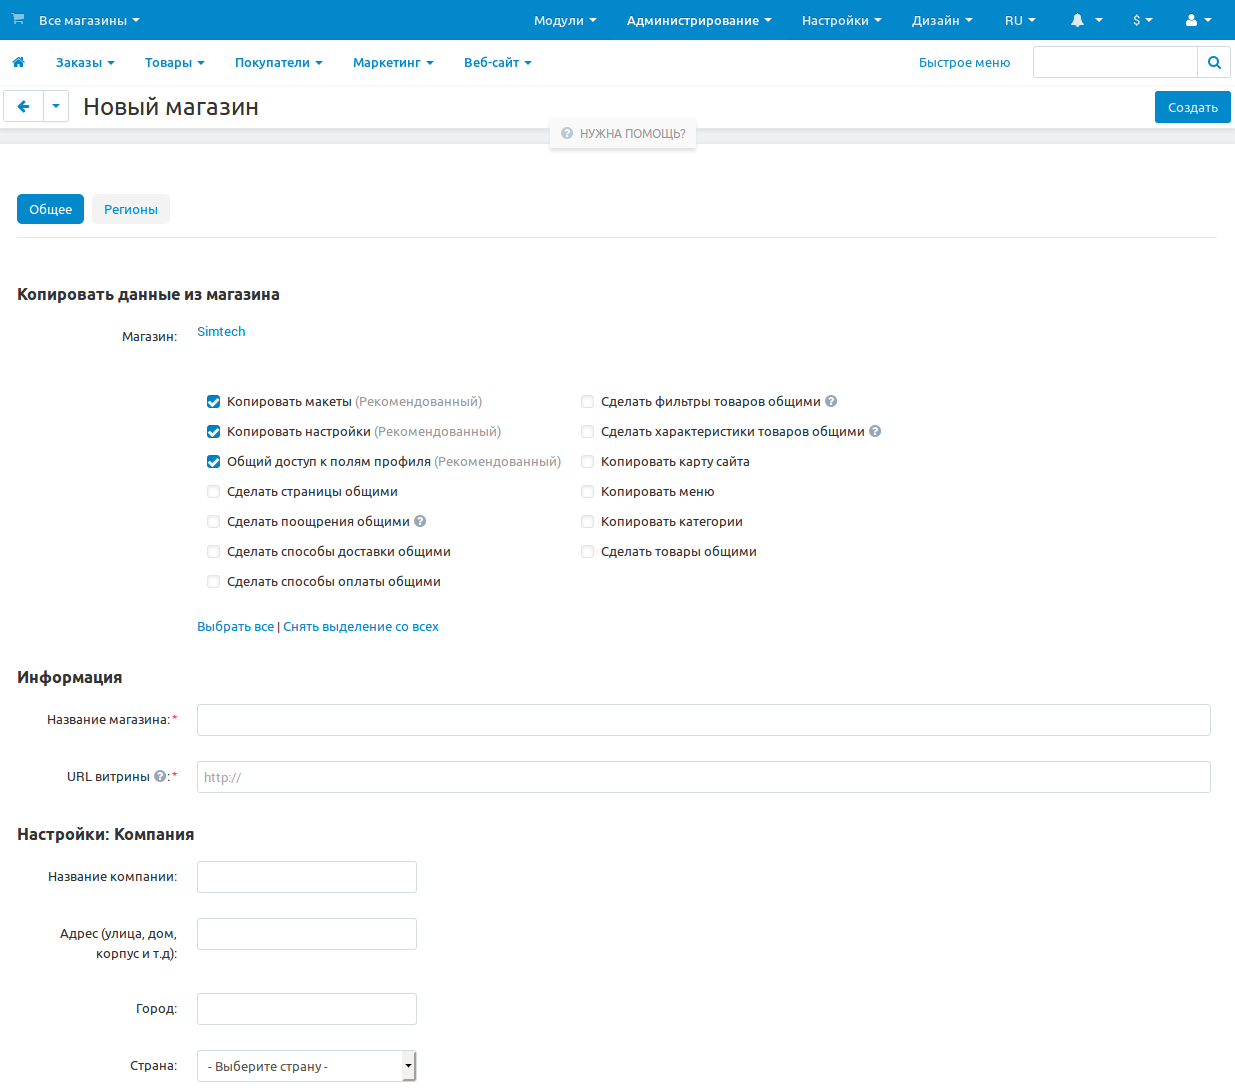 Все магазины Модули Администрирование Настройки Дизайн RU $
Заказы Товары Покупатели Маркетинг Веб-сайт Быстрое меню
Новый магазин Создать
НУЖНА ПОМОЩЬ?
Общее Регионы
Копировать данные из магазина
Магазин: Simtech
Копировать макеты (Рекомендованный) Сделать фильтры товаров общими
Копировать настройки (Рекомендованный) Сделать характеристики товаров общими
Общий доступ к полям профиля (Рекомендованный) Копировать карту сайта
Сделать страницы общими Копировать меню
Сделать поощрения общими Копировать категории
Сделать способы доставки общими Сделать товары общими
Сделать способы оплаты общими
Выбрать все | Снять выделение со всех
Информация
Название магазина:*
URL витрины :* http://
Настройки: Компания
Название компании:
Адрес (улица, дом,
корпус и т.д):
Город:
Страна: - Выберите страну -